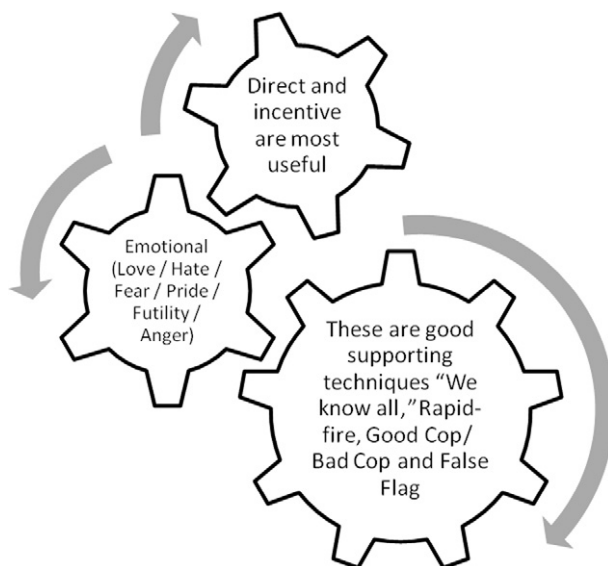 Direct and
incentive
are most
useful
Emotional
(Love / Hate /
Fear / Pride /
Futility /
Anger)
These are good
supporting
techniques “We
know all,”Rapid-
fire, Good Cop/
Bad Cop and False
Flag